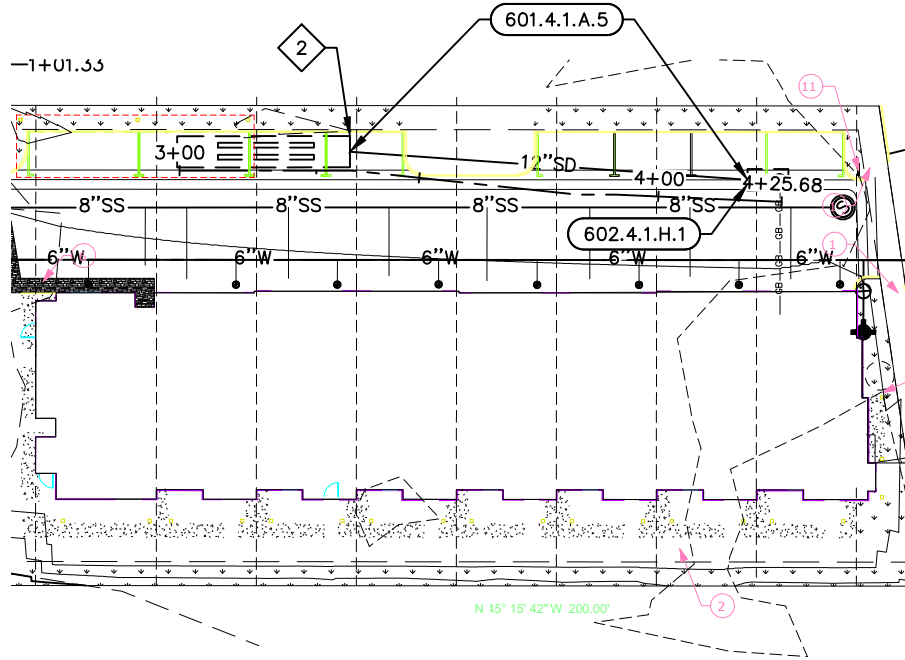 601.4.1.A.5
2
1+01.33
11
3+00
12"SD
4+00
4+25.68
8"SS
8"SS
8"SS
8"SS
S
GB
602.4.1.H.1
GB
1
6"W
6"W
6"W
6"W
6"W
GB
N 45° 15' 42" W 200.00'
2